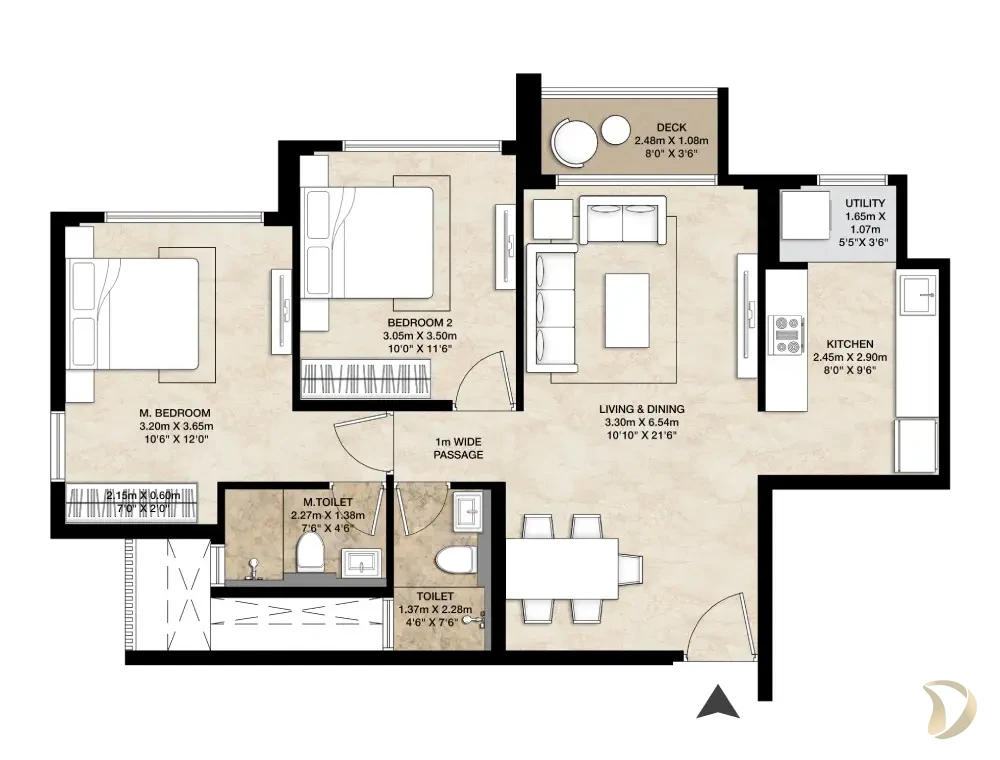 DECK
2.48m X 1.08m
8'0" X 3'6"
UTILITY
1.65m X
1.07m
5'5"X 3'6"
BEDROOM 2
3.05m X 3.50m
10'0" X 11'6"
KITCHEN
2.45m X 2.90m
8'0" X 9'6"
M. BEDROOM
3.20m X 3.65m
10'6" X 12'0"
LIVING & DINING
3.30m X 6.54m
10'10" X 21'6"
1m WIDE
PASSAGE
2.15m X 0.60m
7'0" X 2'0"
M.TOILET
2.27m X 1.38m
7'6" X 4'6"
TOILET
1.37m X 2.28m
4'6" X 7'6"